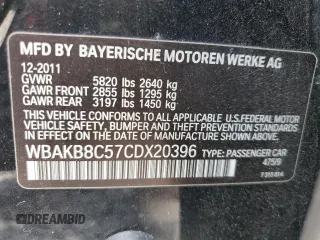 MFD BY BAYERISCHE MOTOREN WERKE AG
12-2011
GVWR 5820 lbs 2640 kg
GAWR FRONT 2855 lbs 1295 kg
GAWR REAR 3197 lbs 1450 kg
THIS VEHICLE CONFORMS TO ALL APPLICABLE U.S. FEDERAL MOTOR
VEHICLE SAFETY, BUMPER, AND THEFT PREVENTION STANDARDS
IN EFFECT ON THE DATE OF MANUFACTURE SHOWN ABOVE.
WBAKB8C57CDX20396 TYPE: PASSENGER CAR
475/9
DREAMBID